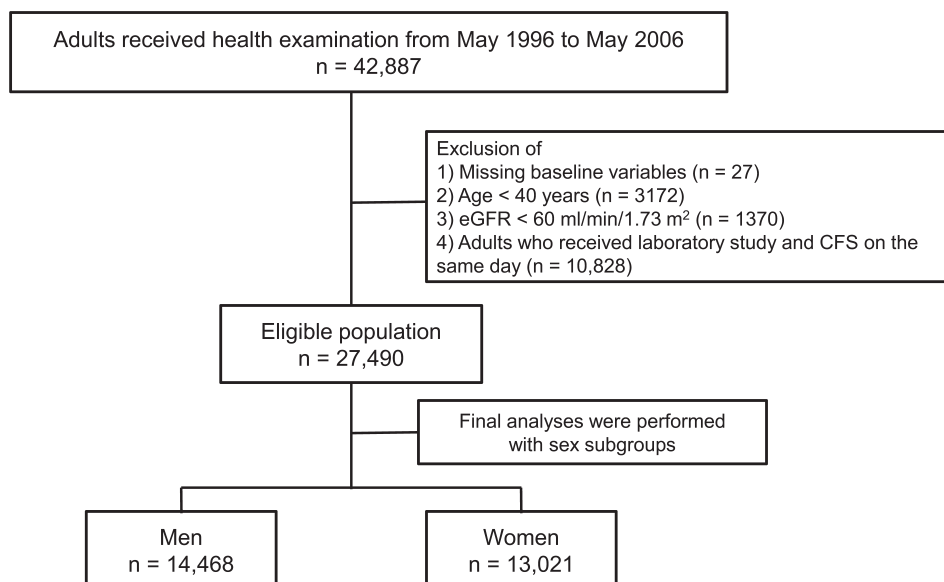 Adults received health examination from May 1996 to May 2006
n = 42,887
Exclusion of
1) Missing baseline variables (n = 27)
2) Age < 40 years (n = 3172)
3) eGFR < 60 ml/min/1.73 m² (n = 1370)
4) Adults who received laboratory study and CFS on the
same day (n = 10,828)
Eligible population
n = 27,490
Final analyses were performed
with sex subgroups
Men
n = 14,468
Women
n = 13,021